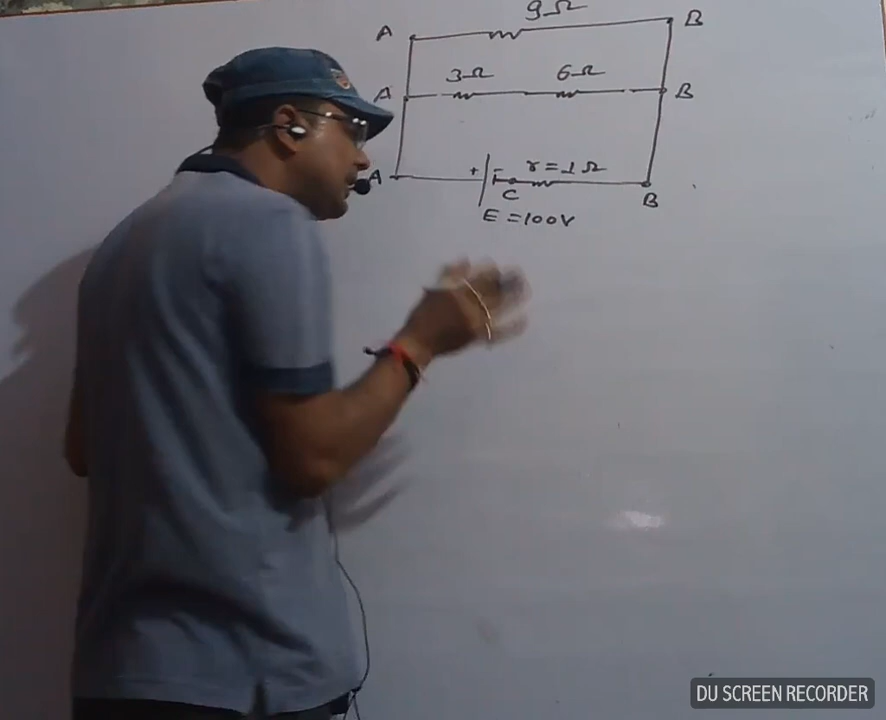 9Ω
A B
3Ω 6Ω
A B
+ - r=1Ω
A C B
E=100V
DU SCREEN RECORDER